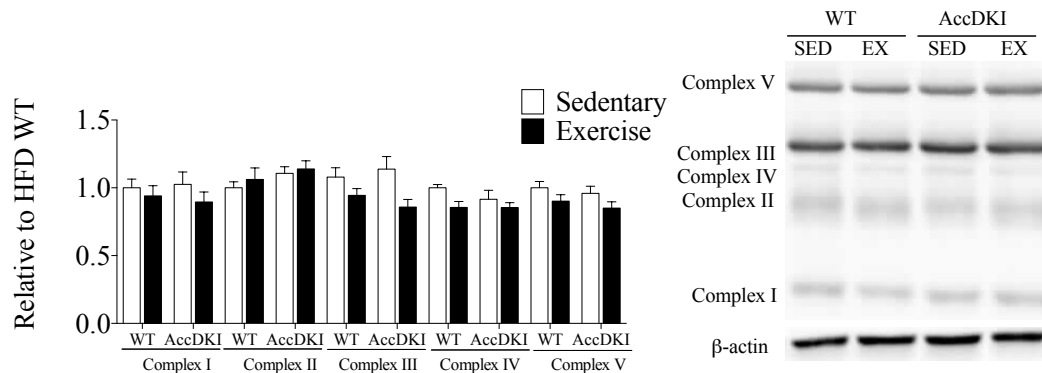 Relative to HFD WT
1.5
1.0
0.5
0.0
Sedentary
Exercise
WT AccDKI WT AccDKI WT AccDKI WT AccDKI WT AccDKI
Complex I Complex II Complex III Complex IV Complex V
WT AccDKI
SED EX SED EX
Complex V
Complex III
Complex IV
Complex II
Complex I
β-actin